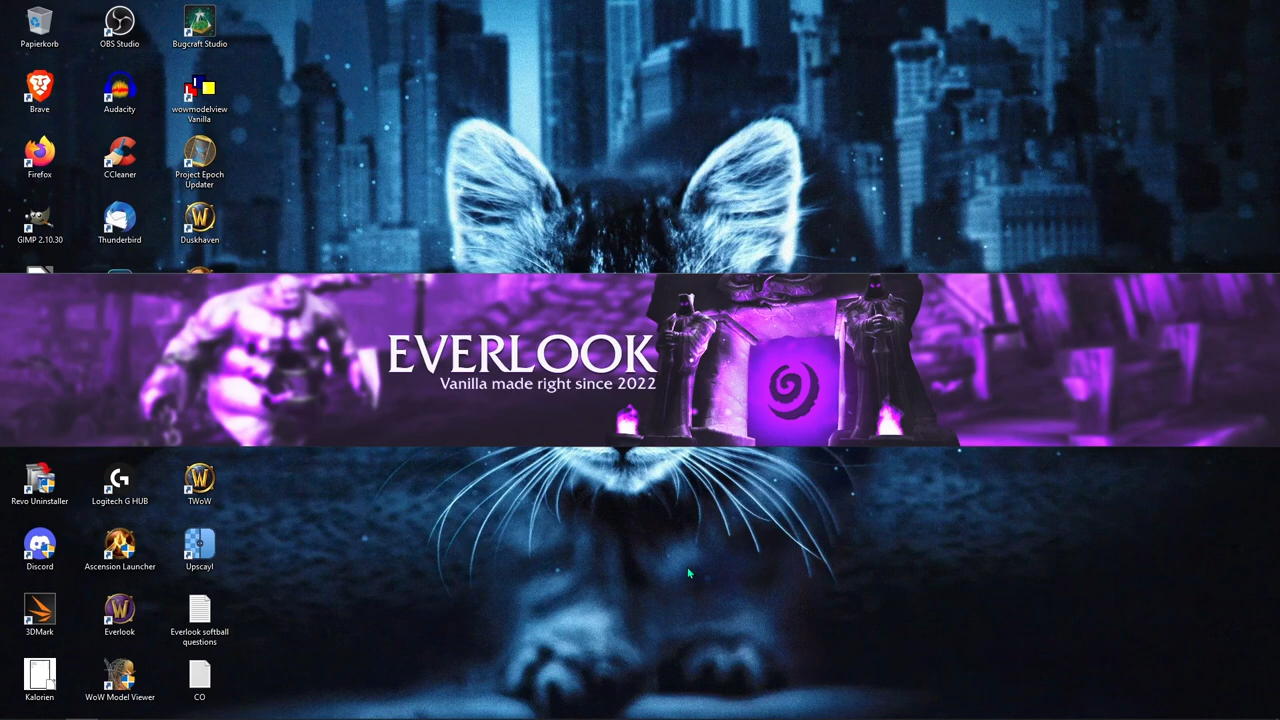 Papierkorb
OBS Studio
Bugcraft Studio
Brave
Audacity
wowmodelview
Vanilla
Firefox
CCleaner
Project Epoch
Updater
GIMP 2.10.30
Thunderbird
Duskhaven
EVERLOOK
Vanilla made right since 2022
Revo Uninstaller
Logitech G HUB
TWoW
Discord
Ascension Launcher
Upscayl
3DMark
Everlook
Everlook softball
questions
Kalorien
WoW Model Viewer
CO